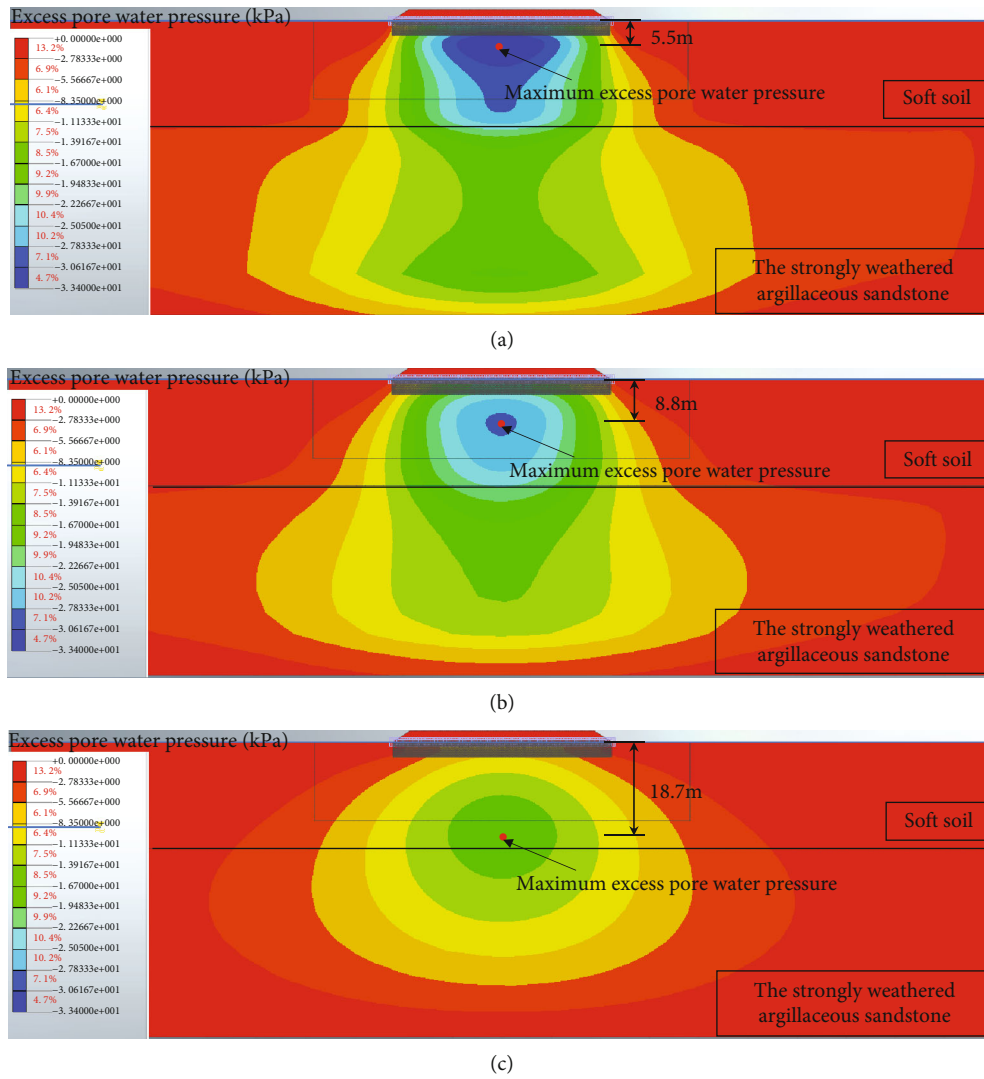 Excess pore water pressure (kPa)
+0.00000e+000
13.2%
−2.78333e+000
6.9%
−5.56667e+000
6.1%
−8.35000e+000
6.4%
−1.11333e+001
7.5%
−1.39167e+001
8.5%
−1.67000e+001
9.2%
−1.94833e+001
9.9%
−2.22667e+001
10.4%
−2.50500e+001
10.2%
−2.78333e+001
7.1%
−3.06167e+001
4.7%
−3.34000e+001
5.5m
Maximum excess pore water pressure
Soft soil
The strongly weathered
argillaceous sandstone
(a)
Excess pore water pressure (kPa)
+0.00000e+000
13.2%
−2.78333e+000
6.9%
−5.56667e+000
6.1%
−8.35000e+000
6.4%
−1.11333e+001
7.5%
−1.39167e+001
8.5%
−1.67000e+001
9.2%
−1.94833e+001
9.9%
−2.22667e+001
10.4%
−2.50500e+001
10.2%
−2.78333e+001
7.1%
−3.06167e+001
4.7%
−3.34000e+001
8.8m
Maximum excess pore water pressure
Soft soil
The strongly weathered
argillaceous sandstone
(b)
Excess pore water pressure (kPa)
+0.00000e+000
13.2%
−2.78333e+000
6.9%
−5.56667e+000
6.1%
−8.35000e+000
6.4%
−1.11333e+001
7.5%
−1.39167e+001
8.5%
−1.67000e+001
9.2%
−1.94833e+001
9.9%
−2.22667e+001
10.4%
−2.50500e+001
10.2%
−2.78333e+001
7.1%
−3.06167e+001
4.7%
−3.34000e+001
18.7m
Soft soil
Maximum excess pore water pressure
The strongly weathered
argillaceous sandstone
(c)